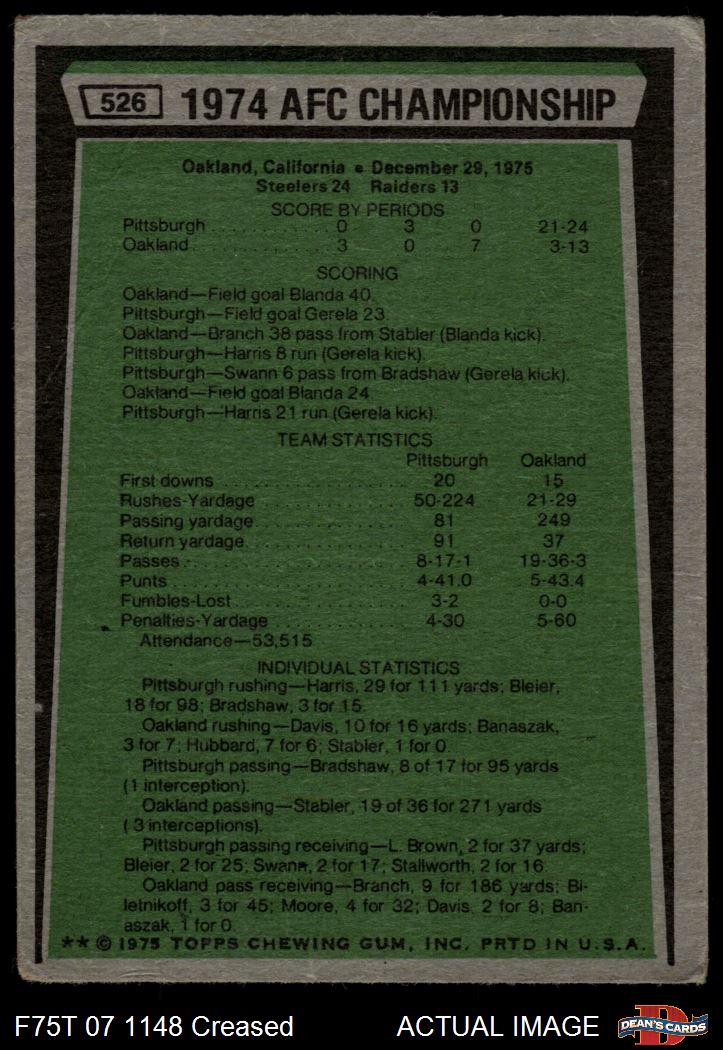 526 1974 AFC CHAMPIONSHIP
Oakland, California • December 29, 1975
Steelers 24 Raiders 13
SCORE BY PERIODS
Pittsburgh . . . . . . . . . . . . 0 3 0 21-24
Oakland . . . . . . . . . . . . . 3 0 7 3-13
SCORING
Oakland—Field goal Blanda 40.
Pittsburgh—Field goal Gerela 23.
Oakland—Branch 38 pass from Stabler (Blanda kick).
Pittsburgh—Harris 8 run (Gerela kick).
Pittsburgh—Swann 6 pass from Bradshaw (Gerela kick).
Oakland—Field goal Blanda 24.
Pittsburgh—Harris 21 run (Gerela kick).
TEAM STATISTICS
Pittsburgh Oakland
First downs . . . . . . . . . . . . . 20 15
Rushes-Yardage . . . . . . . . . . . . . 50-224 21-29
Passing yardage . . . . . . . . . . . . . 81 249
Return yardage . . . . . . . . . . . . . 91 37
Passes . . . . . . . . . . . . . 8-17-1 19-36-3
Punts . . . . . . . . . . . . . 4-41.0 5-43.4
Fumbles-Lost . . . . . . . . . . . . . 3-2 0-0
Penalties-Yardage . . . . . . . . . . . . . 4-30 5-60
Attendance—53,515
INDIVIDUAL STATISTICS
Pittsburgh rushing—Harris, 29 for 111 yards; Bleier,
18 for 98; Bradshaw, 3 for 15.
Oakland rushing—Davis, 10 for 16 yards; Banaszak,
3 for 7; Hubbard, 7 for 6; Stabler, 1 for 0.
Pittsburgh passing—Bradshaw, 8 of 17 for 95 yards
(1 interception).
Oakland passing—Stabler, 19 of 36 for 271 yards
( 3 interceptions).
Pittsburgh passing receiving—L. Brown, 2 for 37 yards;
Bleier, 2 for 25; Swann, 2 for 17; Stallworth, 2 for 16.
Oakland pass receiving—Branch, 9 for 186 yards; Bi-
letnikoff, 3 for 45; Moore, 4 for 32; Davis, 2 for 8; Ban-
aszak, 1 for 0.
** © 1975 TOPPS CHEWING GUM, INC. PRTD IN U.S.A.
F75T 07 1148 Creased ACTUAL IMAGE D DEAN'S CARDS